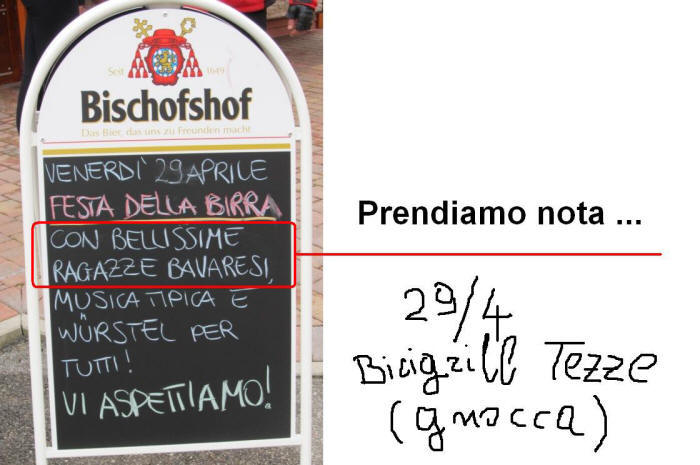 Seit 1649
Bischofshof
Das Bier, das uns zu Freunden macht
VENERDI' 29 APRILE
FESTA DELLA BIRRA
CON BELLISSIME
RAGAZZE BAVARESI,
MUSICA TIPICA E
WÜRSTEL PER
TUTTI!
VI ASPETTIAMO!
Prendiamo nota ...
29/4
Bicigrill Tezze
(gnocca)